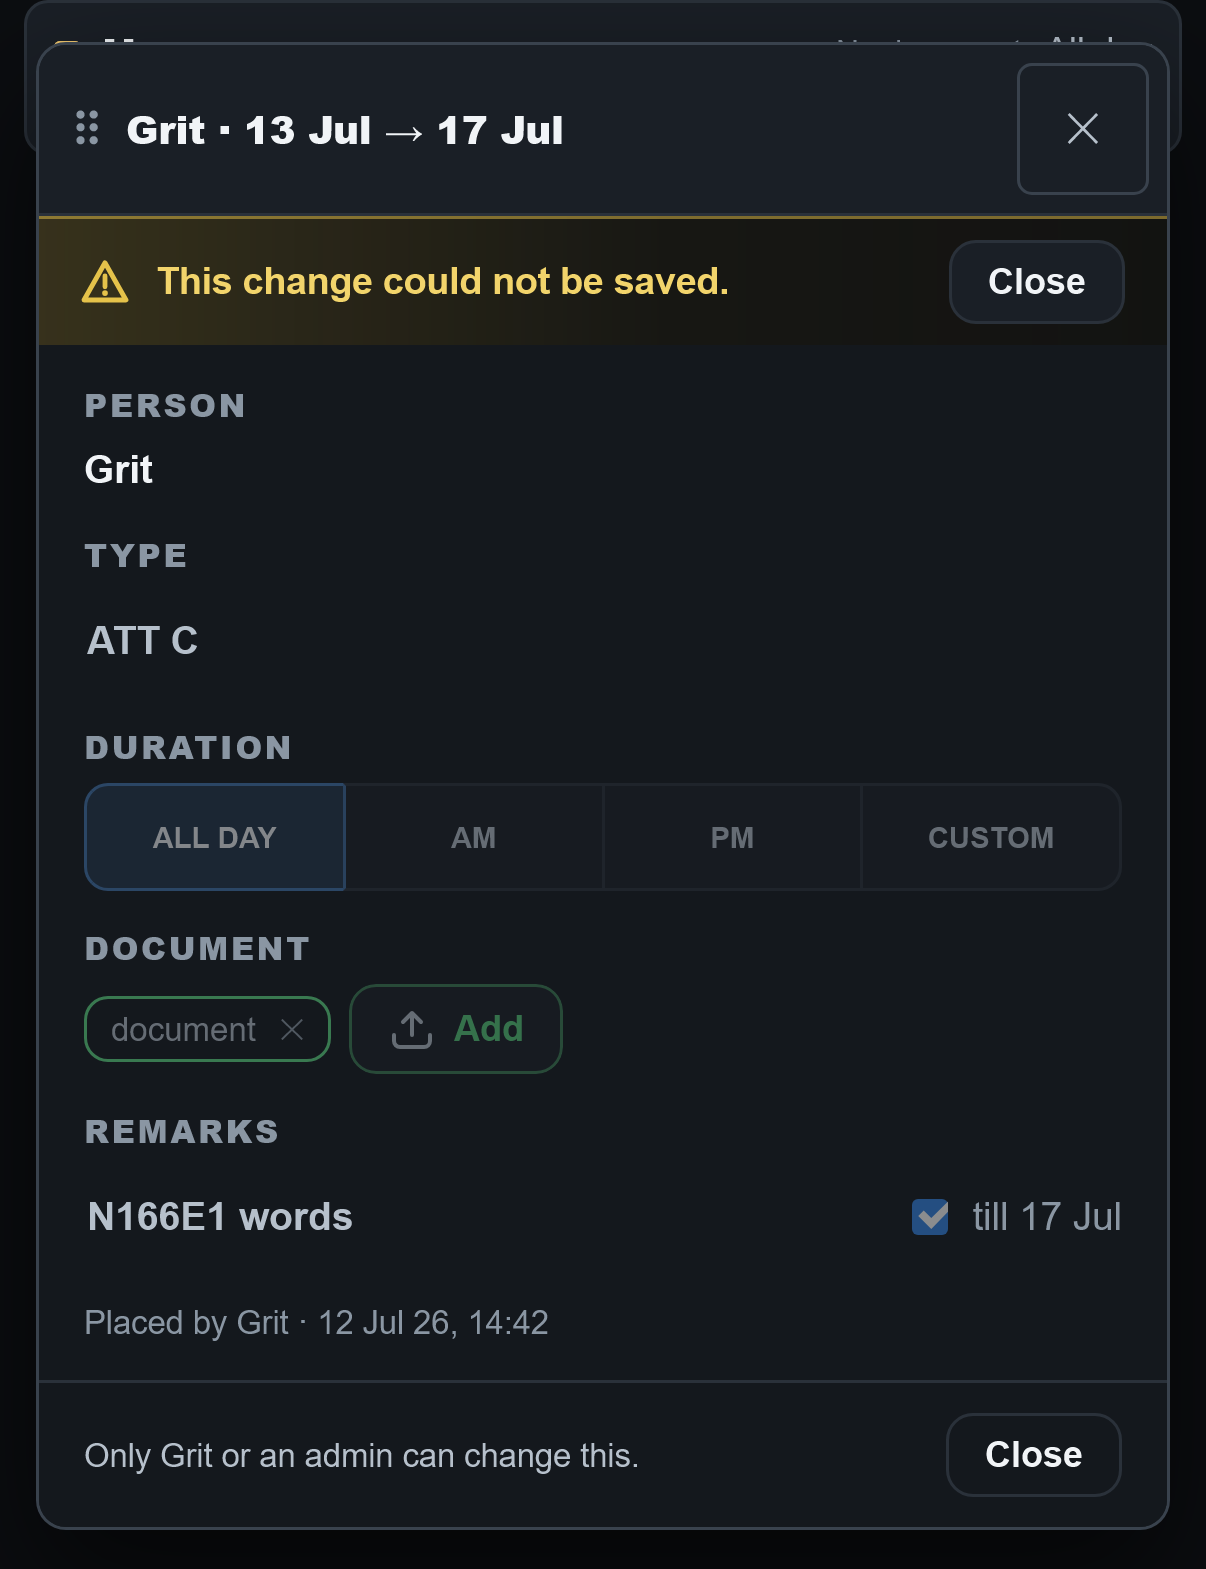 Grit · 13 Jul → 17 Jul
This change could not be saved.
Close
PERSON
Grit
TYPE
ATT C
DURATION
ALL DAY
AM
PM
CUSTOM
DOCUMENT
document
Add
REMARKS
N166E1 words
till 17 Jul
Placed by Grit · 12 Jul 26, 14:42
Only Grit or an admin can change this.
Close